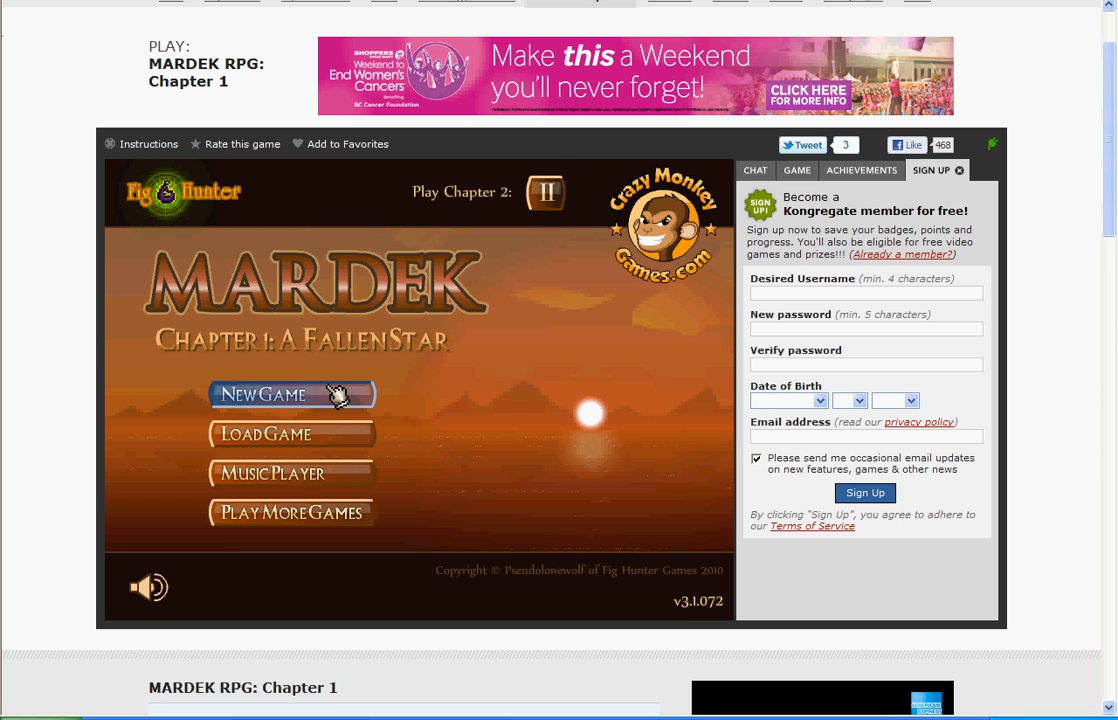 PLAY:
MARDEK RPG:
Chapter 1
SHOPPERS
Weekend to
End Women's
Cancers
Benefiting
BC Cancer Foundation
Make this a Weekend
you'll never forget!
CLICK HERE
FOR MORE INFO
Instructions Rate this game Add to Favorites
Tweet 3 Like 468
Fig Hunter
Play Chapter 2: II
Crazy Monkey
Games.com
MARDEK
CHAPTER 1: A FALLEN STAR
NEW GAME
LOAD GAME
MUSIC PLAYER
PLAY MORE GAMES
Copyright © Pseudolonewolf of Fig Hunter Games 2010
v3.1.072
CHAT GAME ACHIEVEMENTS SIGN UP
SIGN
UP!
Become a
Kongregate member for free!
Sign up now to save your badges, points and
progress. You'll also be eligible for free video
games and prizes!!! (Already a member?)
Desired Username (min. 4 characters)
New password (min. 5 characters)
Verify password
Date of Birth
Email address (read our privacy policy)
Please send me occasional email updates
on new features, games & other news
Sign Up
By clicking "Sign Up", you agree to adhere to
our Terms of Service
MARDEK RPG: Chapter 1
AMERICAN
EXPRESS